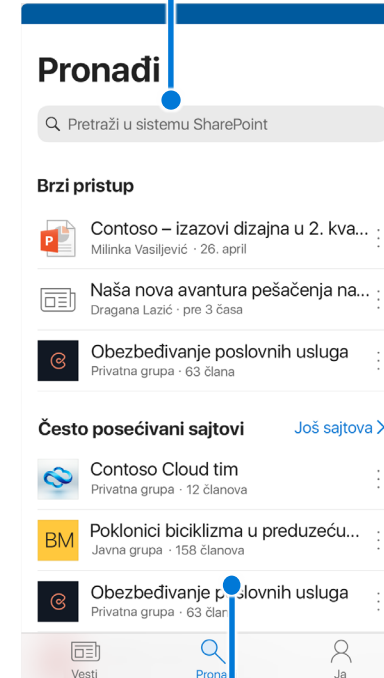 Pronađi
Pretraži u sistemu SharePoint
Brzi pristup
Contoso – izazovi dizajna u 2. kva...
Milinka Vasiljević · 26. april
Naša nova avantura pešačenja na...
Dragana Lazić · pre 3 časa
Obezbeđivanje poslovnih usluga
Privatna grupa · 63 člana
Često posećivani sajtovi
Još sajtova
Contoso Cloud tim
Privatna grupa · 12 članova
BM
Poklonici biciklizma u preduzeću...
Javna grupa · 158 članova
Obezbeđivanje poslovnih usluga
Privatna grupa · 63 član
Vesti
Prona
Ja